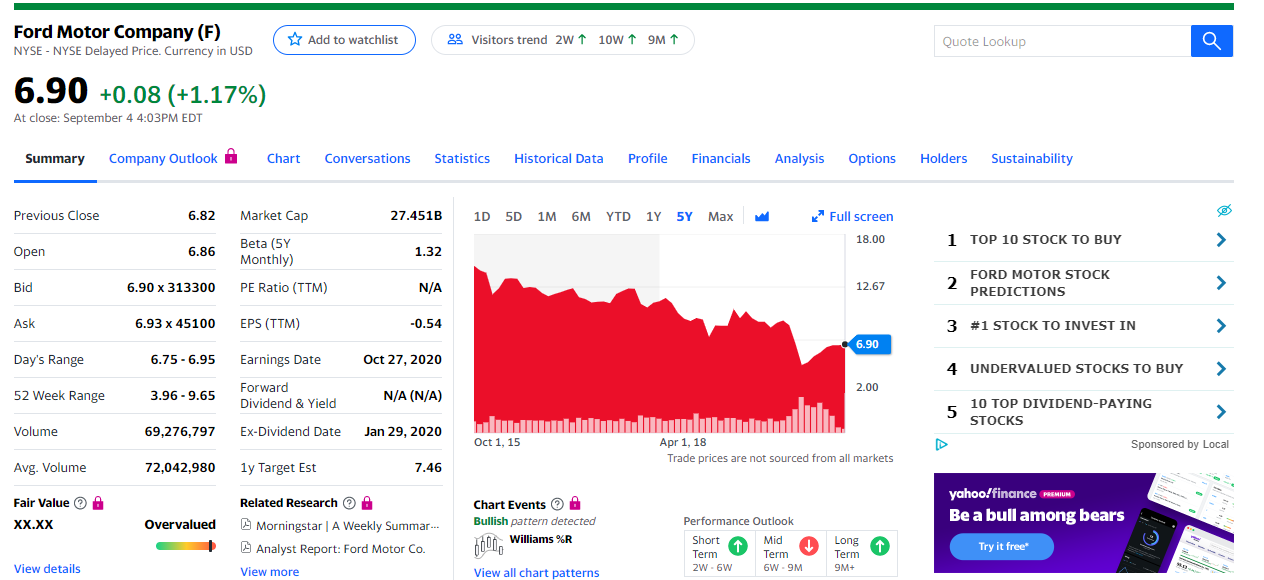 Ford Motor Company (F)
NYSE - NYSE Delayed Price. Currency in USD
Add to watchlist
Visitors trend 2W 10W 9M
Quote Lookup
6.90 +0.08 (+1.17%)
At close: September 4 4:03PM EDT
Summary Company Outlook Chart Conversations Statistics Historical Data Profile Financials Analysis Options Holders Sustainability
Previous Close 6.82
Open 6.86
Bid 6.90 x 313300
Ask 6.93 x 45100
Day's Range 6.75 - 6.95
52 Week Range 3.96 - 9.65
Volume 69,276,797
Avg. Volume 72,042,980
Market Cap 27.451B
Beta (5Y
Monthly) 1.32
PE Ratio (TTM) N/A
EPS (TTM) -0.54
Earnings Date Oct 27, 2020
Forward
Dividend & Yield N/A (N/A)
Ex-Dividend Date Jan 29, 2020
1y Target Est 7.46
Fair Value ?
XX.XX Overvalued
View details
Related Research ?
Morningstar | A Weekly Summar...
Analyst Report: Ford Motor Co.
View more
1D 5D 1M 6M YTD 1Y 5Y Max Full screen
18.00
12.67
6.90
2.00
Oct 1, 15 Apr 1, 18
Trade prices are not sourced from all markets
Chart Events ?
Bullish pattern detected
Williams %R
View all chart patterns
Performance Outlook
Short
Term
2W - 6W
Mid
Term
6W - 9M
Long
Term
9M+
1 TOP 10 STOCK TO BUY
2 FORD MOTOR STOCK
PREDICTIONS
3 #1 STOCK TO INVEST IN
4 UNDERVALUED STOCKS TO BUY
5 10 TOP DIVIDEND-PAYING
STOCKS
Sponsored by Local
yahoo!finance PREMIUM
Be a bull among bears
Try it free*